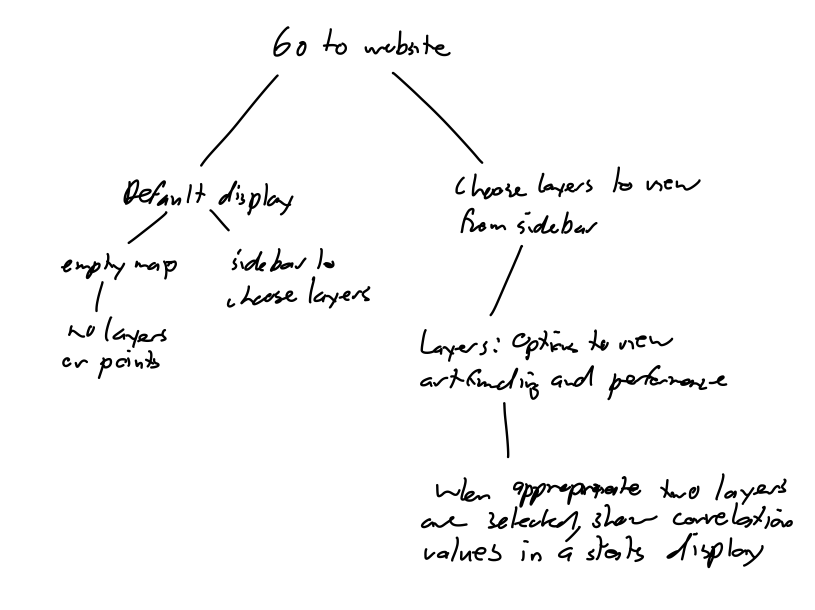 Go to website
Default display
empty map
no layers
or points
sidebar to
choose layers
Choose layers to view
from sidebar
Layers: Options to view
art funding and performance
when appropropriate two layers
are selected, show correlation
values in a stats display